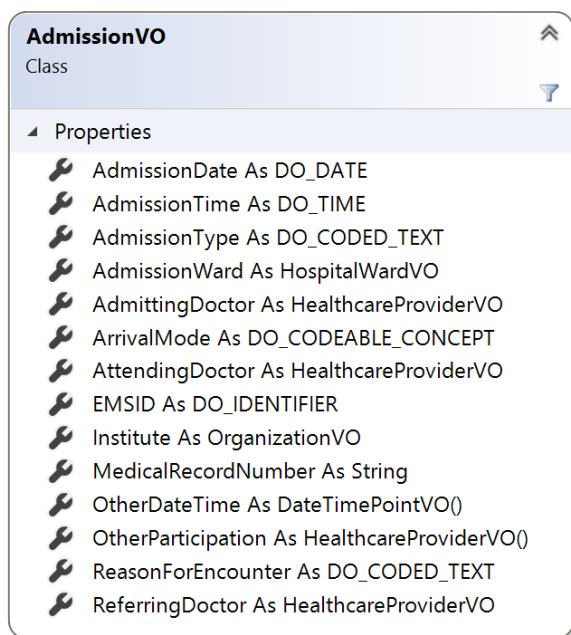 AdmissionVO
Class
Properties
AdmissionDate As DO_DATE
AdmissionTime As DO_TIME
AdmissionType As DO_CODED_TEXT
AdmissionWard As HospitalWardVO
AdmittingDoctor As HealthcareProviderVO
ArrivalMode As DO_CODEABLE_CONCEPT
AttendingDoctor As HealthcareProviderVO
EMSID As DO_IDENTIFIER
Institute As OrganizationVO
MedicalRecordNumber As String
OtherDateTime As DateTimePointVO()
OtherParticipation As HealthcareProviderVO()
ReasonForEncounter As DO_CODED_TEXT
ReferringDoctor As HealthcareProviderVO